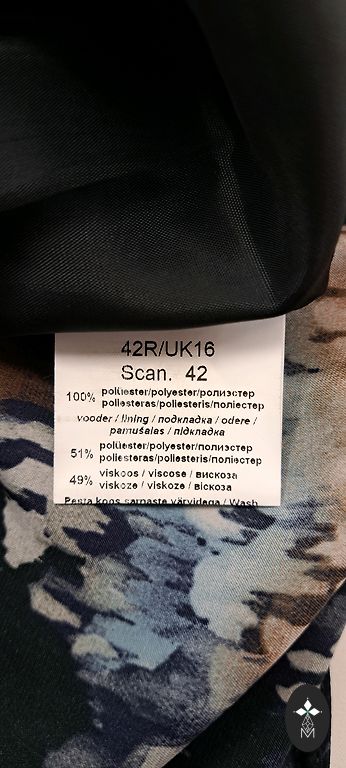 42R/UK16
Scan. 42
100% polüester/polyester/полиэстер
poliesteras/poliesteris/поліестер
vooder / lining / подкладка / odere /
pamušalas / підкладка
51% polüester/polyester/полиэстер
poliesteras/poliesteris/поліестер
49% viskoos / viscose / вискоза
viskozė / viskoze / віскоза
Pesta koos sarnaste värvidega / Wash